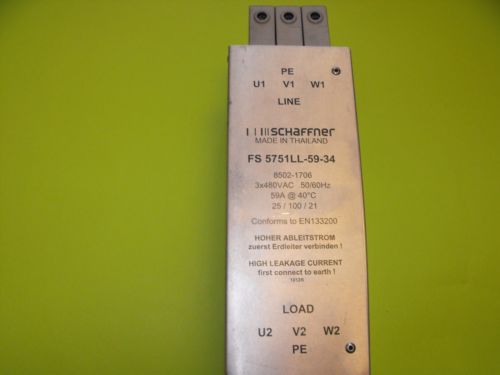 PE
U1 V1 W1
LINE
SCHAFFNER
MADE IN THAILAND
FS 5751LL-59-34
8502-1706
3x480VAC 50/60Hz
59A @ 40°C
25 / 100 / 21
Conforms to EN133200
HOHER ABLEITSTROM
zuerst Erdleiter verbinden !
HIGH LEAKAGE CURRENT
first connect to earth !
LOAD
U2 V2 W2
PE